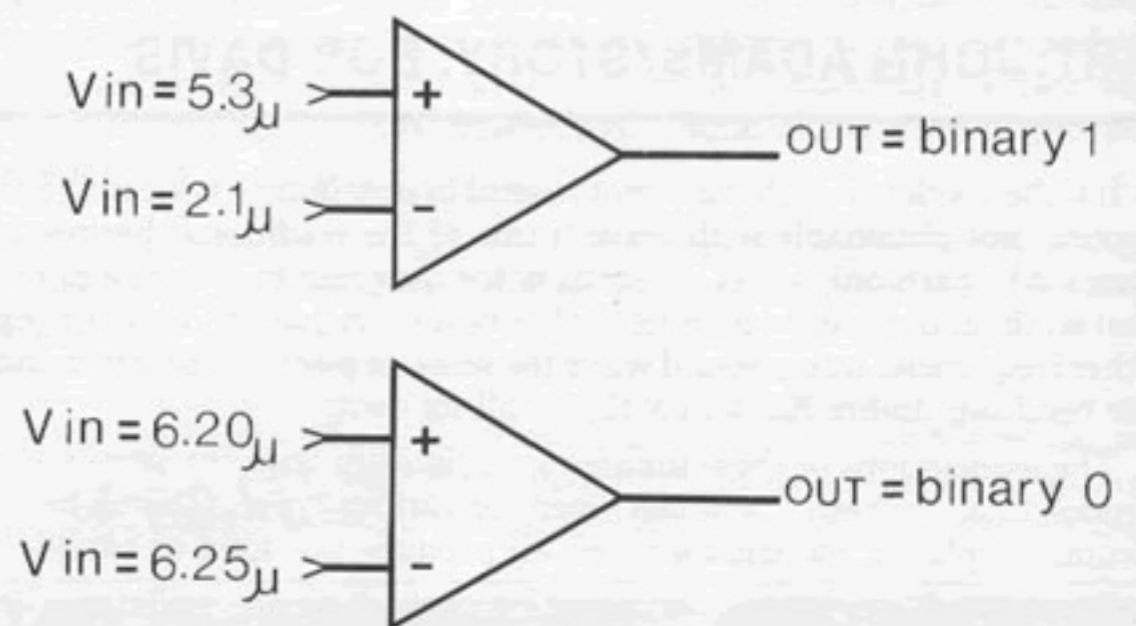 Vin = 5.3μ
+
OUT = binary 1
Vin = 2.1μ
-
Vin = 6.20μ
+
OUT = binary 0
Vin = 6.25μ
-